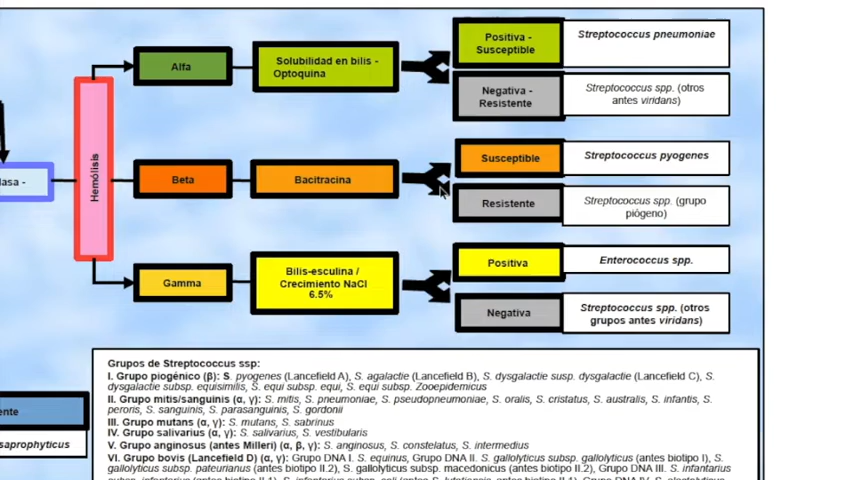 Alfa
Solubilidad en bilis -
Optoquina
Positiva -
Susceptible
Streptococcus pneumoniae
Negativa -
Resistente
Streptococcus spp. (otros
antes viridans)
Hemólisis
Beta
Bacitracina
Susceptible
Streptococcus pyogenes
Resistente
Streptococcus spp. (grupo
piógeno)
Gamma
Bilis-esculina /
Crecimiento NaCl
6.5%
Positiva
Enterococcus spp.
Negativa
Streptococcus spp. (otros
grupos antes viridans)
Grupos de Streptococcus ssp:
I. Grupo piogénico (β): S. pyogenes (Lancefield A), S. agalactie (Lancefield B), S. dysgalactie susp. dysgalactie (Lancefield C), S.
dysgalactie subsp. equisimilis, S. equi subsp. equi, S. equi subsp. Zooepidemicus
II. Grupo mitis/sanguinis (α, γ): S. mitis, S. pneumoniae, S. pseudopneumoniae, S. oralis, S. cristatus, S. australis, S. infantis, S.
peroris, S. sanguinis, S. parasanguinis, S. gordonii
III. Grupo mutans (α, γ): S. mutans, S. sabrinus
IV. Grupo salivarius (α, γ): S. salivarius, S. vestibularis
V. Grupo anginosus (antes Milleri) (α, β, γ): S. anginosus, S. constelatus, S. intermedius
VI. Grupo bovis (Lancefield D) (α, γ): Grupo DNA I. S. equinus, Grupo DNA II. S. gallolyticus subsp. gallolyticus (antes biotipo I), S.
gallolyticus subsp. pateurianus (antes biotipo II.2), S. gallolyticus subsp. macedonicus (antes biotipo II.2), Grupo DNA III. S. infantarius
saprophyticus